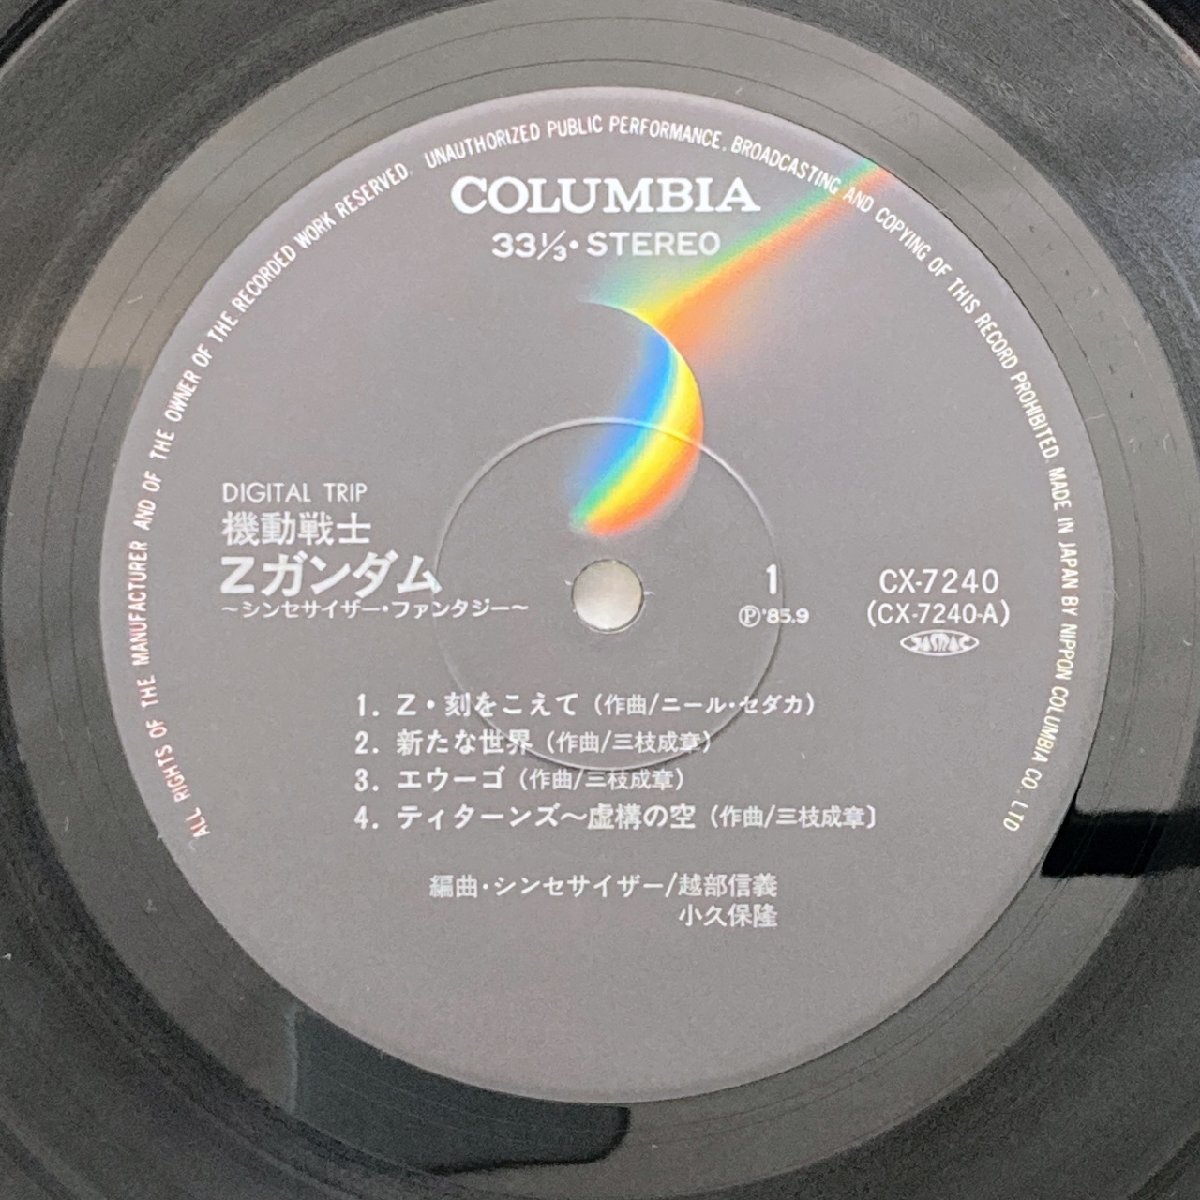 ALL RIGHTS OF THE MANUFACTURER AND OF THE OWNER OF THE RECORDED WORK RESERVED. UNAUTHORIZED PUBLIC PERFORMANCE, BROADCASTING AND COPYING OF THIS RECORD PROHIBITED. MADE IN JAPAN BY NIPPON COLUMBIA CO., LTD
COLUMBIA
33⅓・STEREO
DIGITAL TRIP
機動戦士
Zガンダム
～シンセサイザー・ファンタジー～
1
Ⓟ'85.9
CX-7240
(CX-7240-A)
JASRAC
1. Z・刻をこえて（作曲/ニール・セダカ）
2. 新たな世界（作曲/三枝成章）
3. エウーゴ（作曲/三枝成章）
4. ティターンズ～虚構の空（作曲/三枝成章〕
編曲・シンセサイザー/越部信義
小久保隆